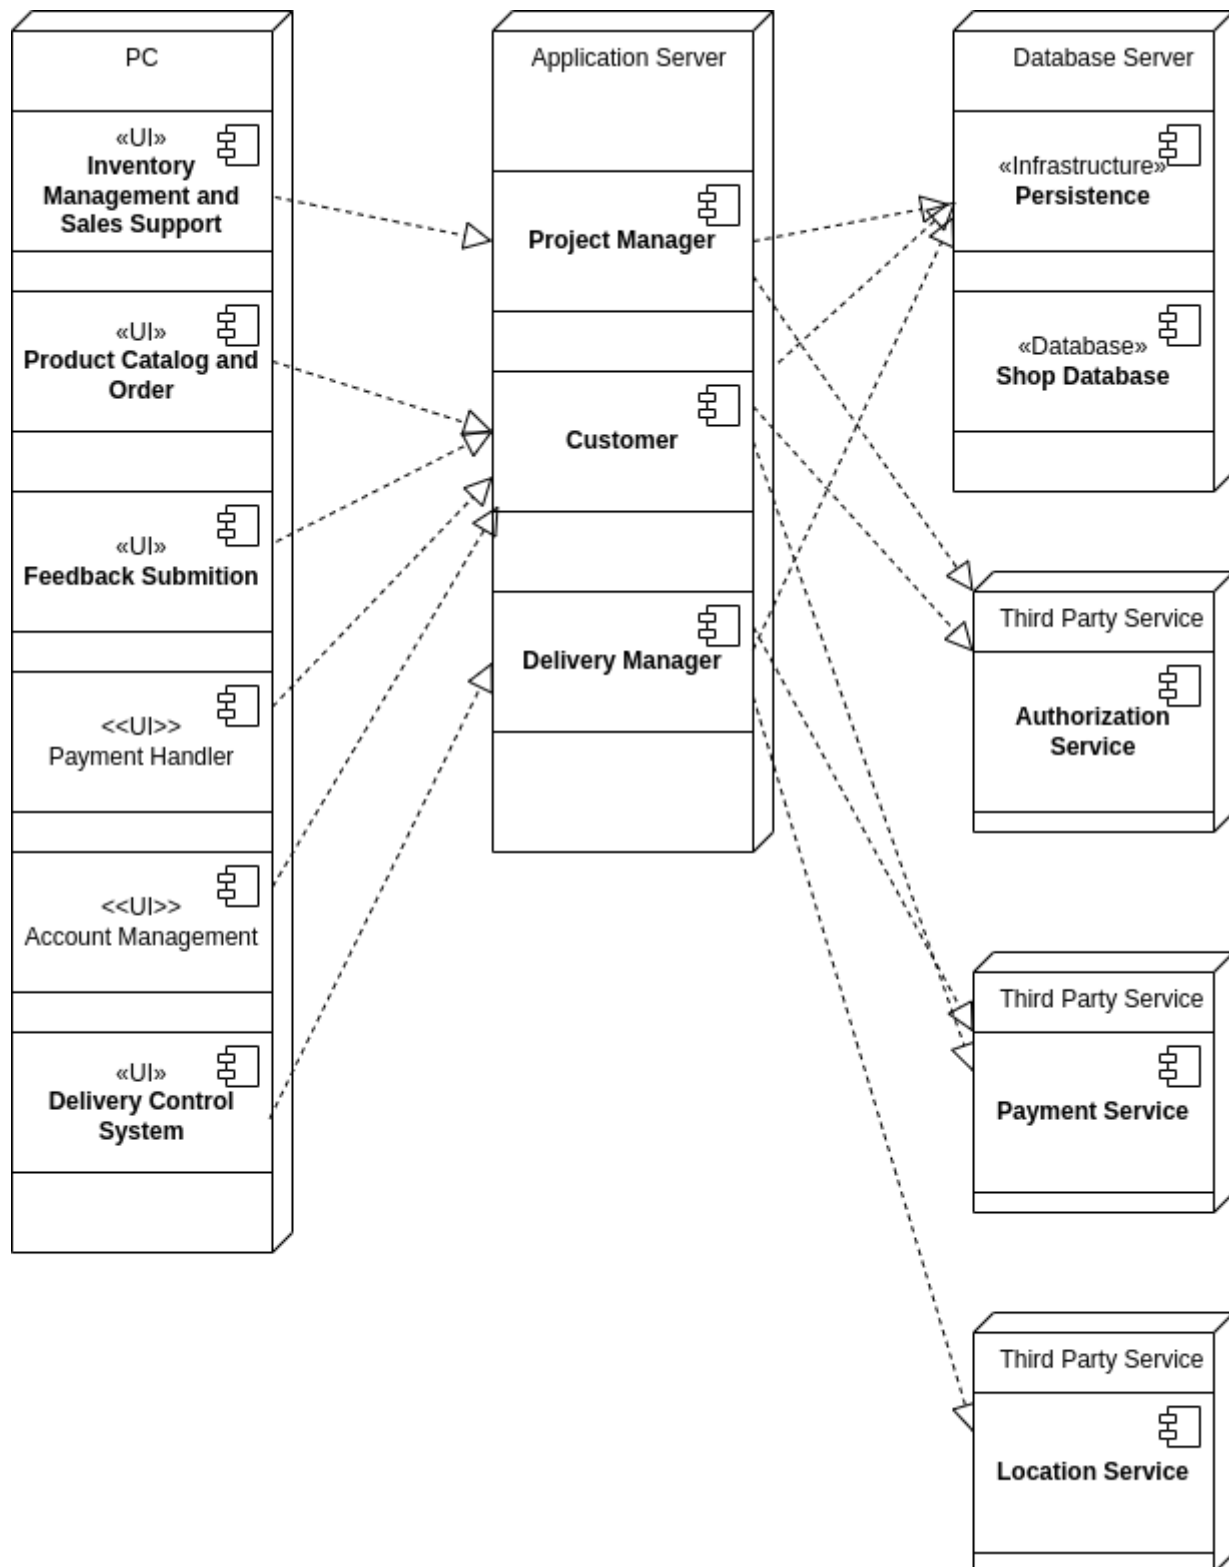 PC
«UI»
Inventory
Management and
Sales Support
«UI»
Product Catalog and
Order
«UI»
Feedback Submition
<<UI>>
Payment Handler
<<UI>>
Account Management
«UI»
Delivery Control
System
Application Server
Project Manager
Customer
Delivery Manager
Database Server
«Infrastructure»
Persistence
«Database»
Shop Database
Third Party Service
Authorization
Service
Third Party Service
Payment Service
Third Party Service
Location Service